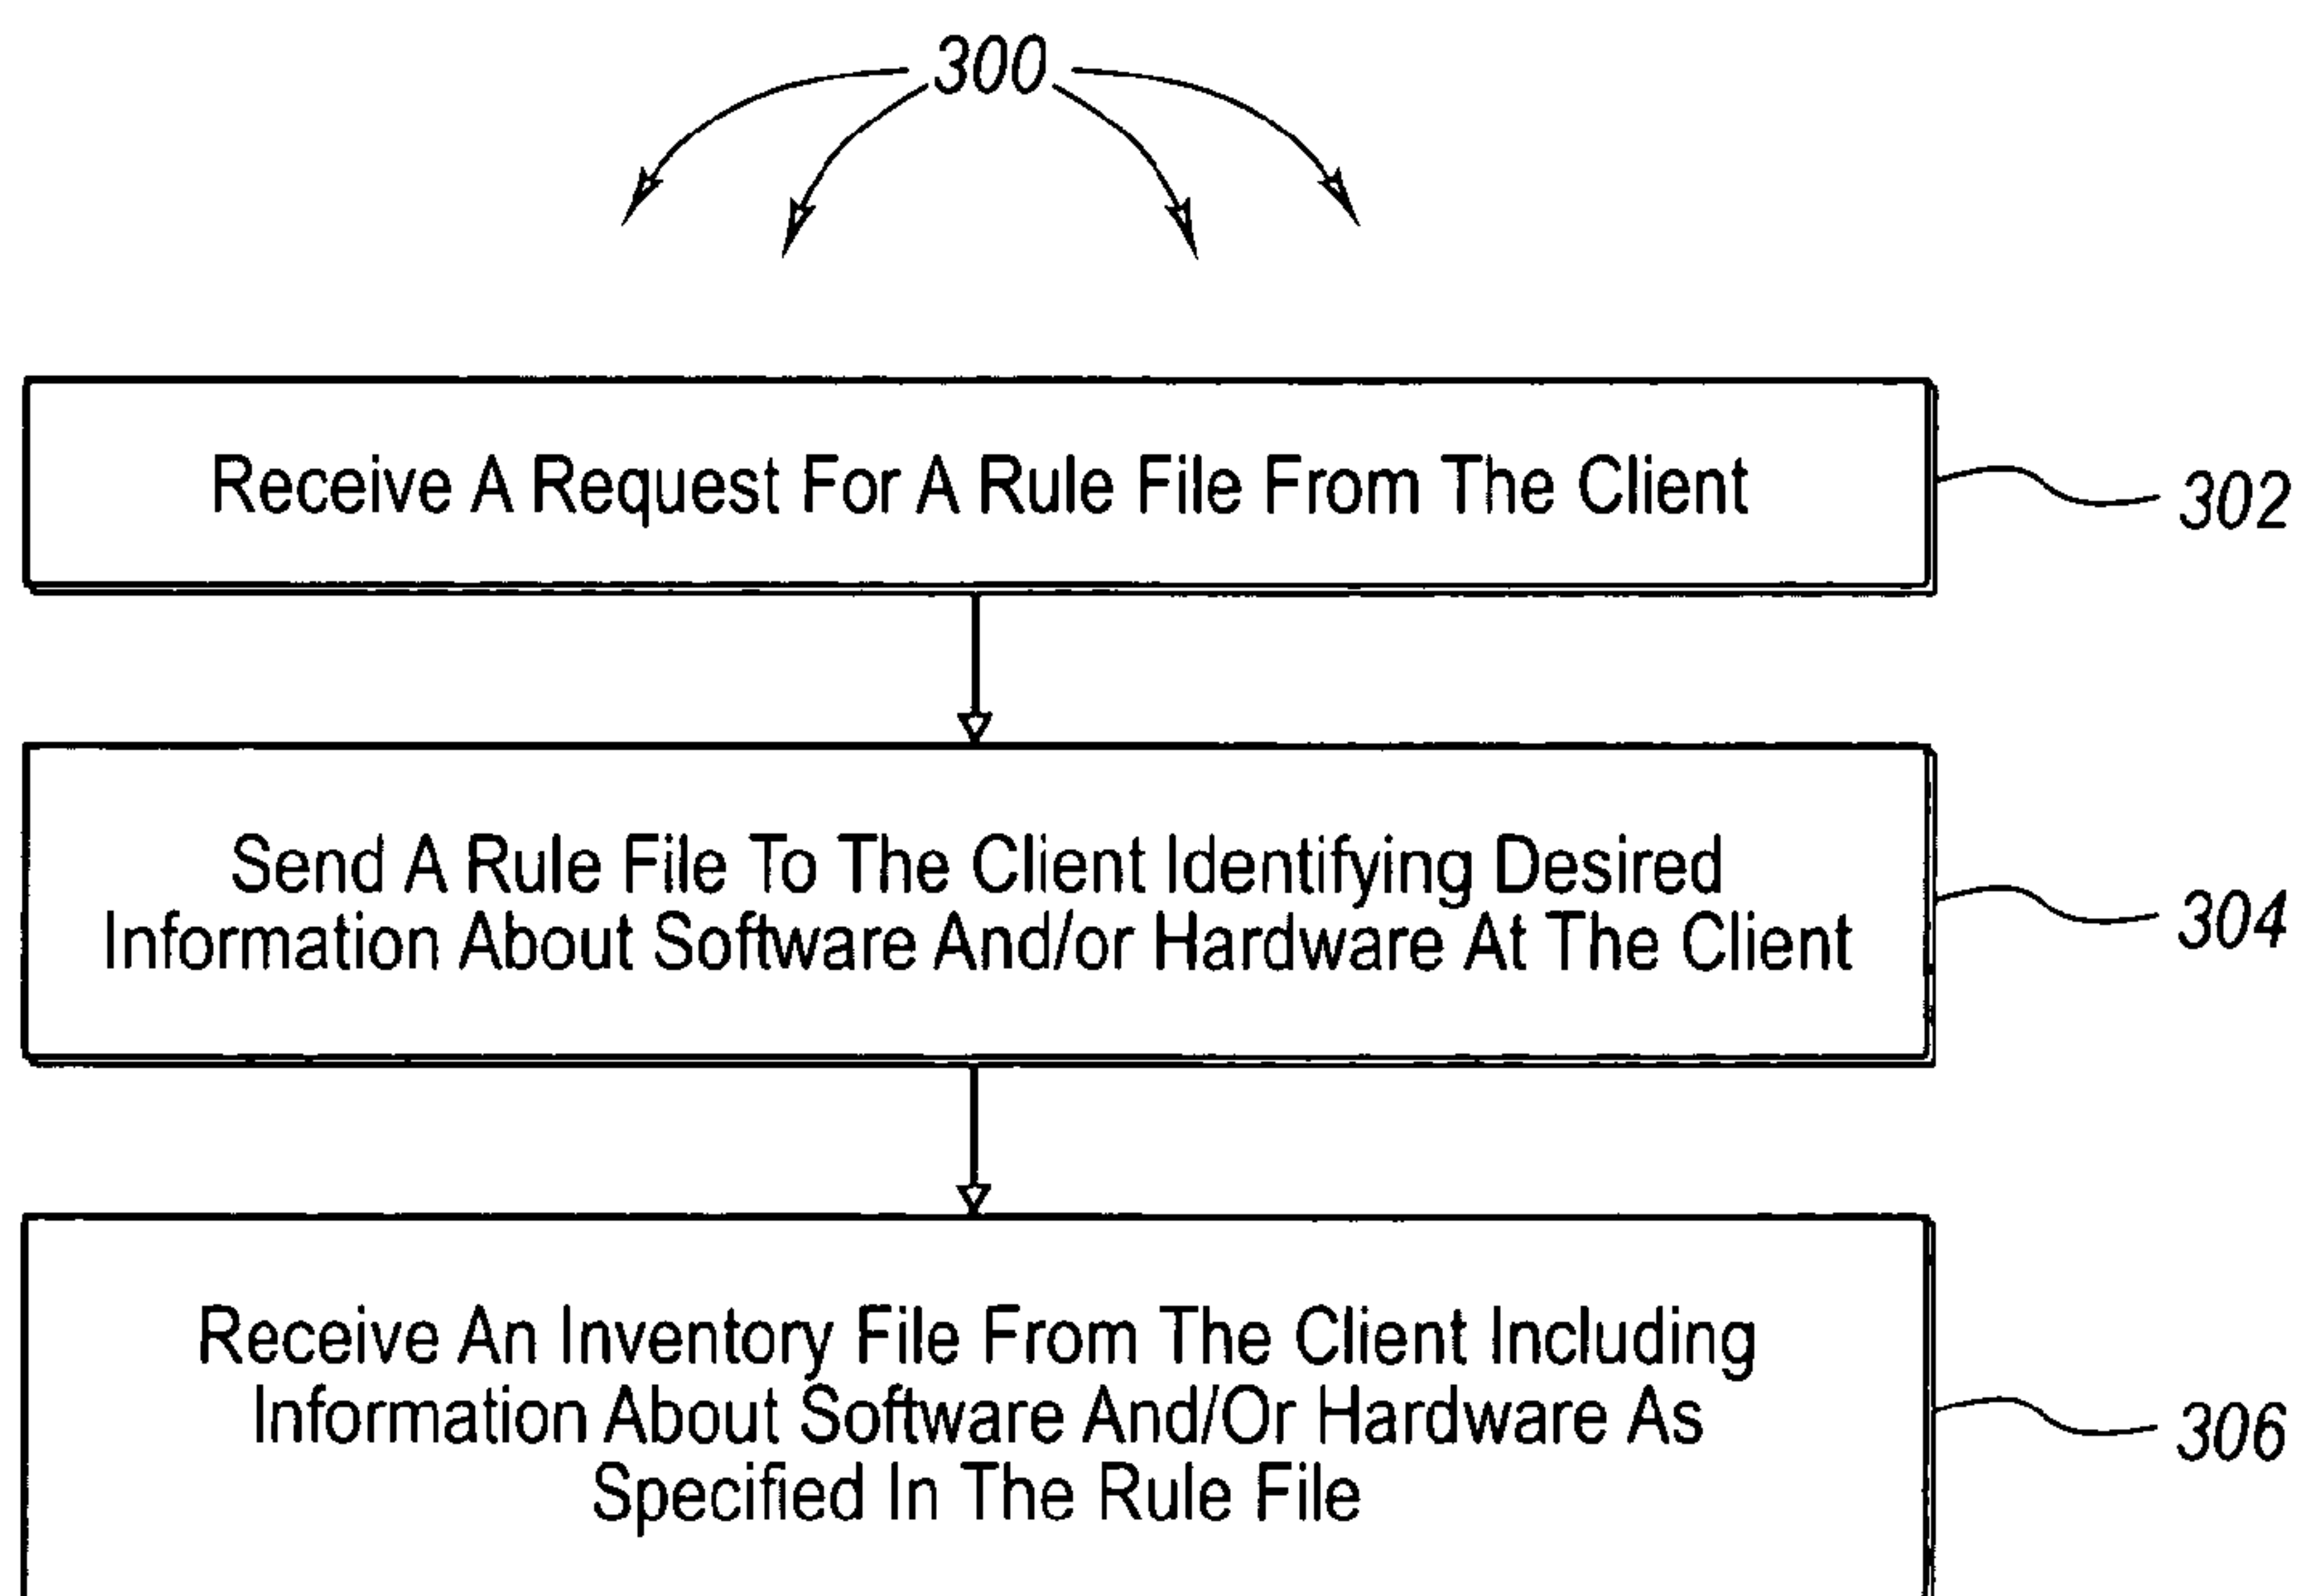 300
Receive A Request For A Rule File From The Client
302
Send A Rule File To The Client Identifying Desired
Information About Software And/or Hardware At The Client
304
Receive An Inventory File From The Client Including
Information About Software And/Or Hardware As
Specified In The Rule File
306